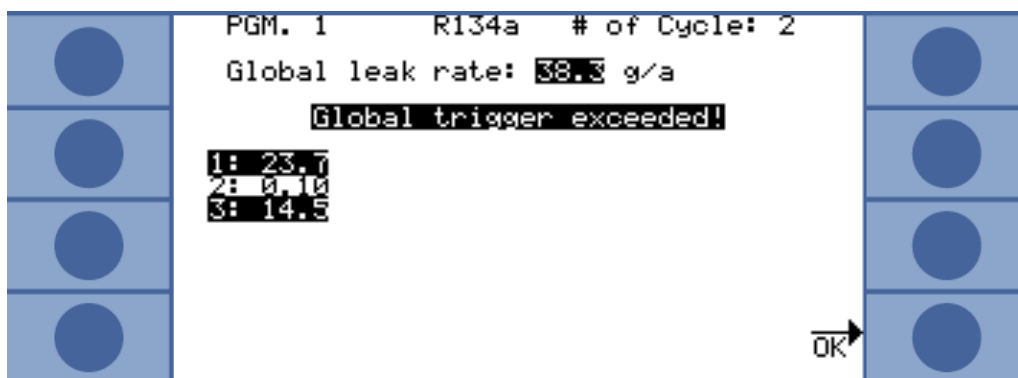 PGM. 1 R134a # of Cycle: 2
Global leak rate: 38.3 g/a
Global trigger exceeded!
1: 23.7
2: 0.10
3: 14.5
OK